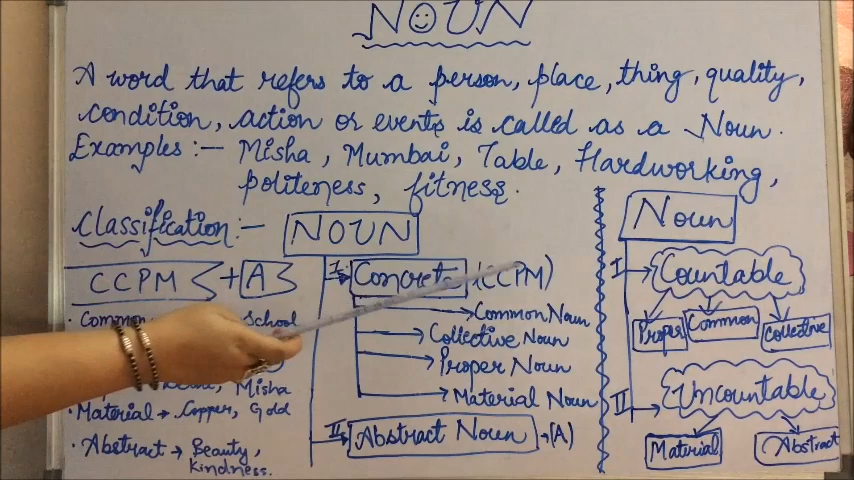 NOUN
A word that refers to a person, place, thing, quality,
condition, action or events is called as a Noun.
Examples :— Misha, Mumbai, Table, Hardworking,
politeness, fitness.
Classification :—
CCPM + A
• Common
School
Misha
• Material → Copper, Gold
• Abstract → Beauty,
kindness.
NOUN
I Concrete (CCPM)
Common Noun
Collective Noun
Proper Noun
Material Noun
II Abstract Noun → (A)
Noun
I Countable
Proper Common Collective
II Uncountable
Material Abstract